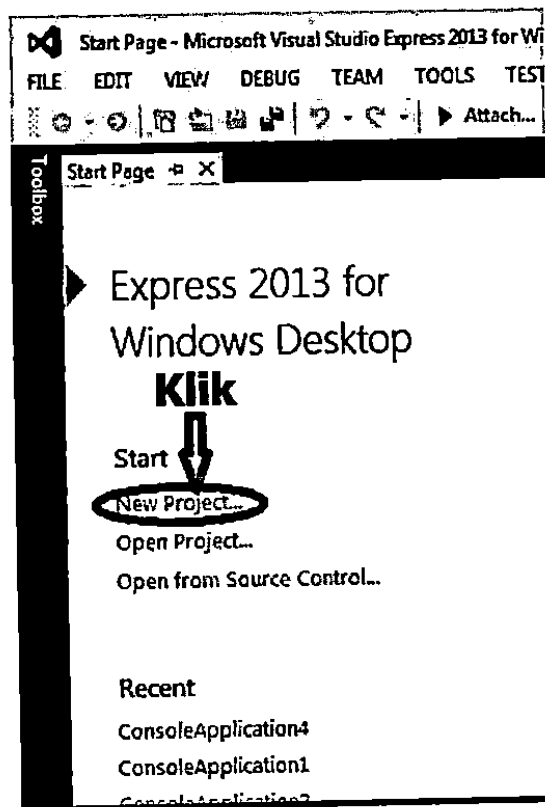 Start Page - Microsoft Visual Studio Express 2013 for Wi
FILE EDIT VIEW DEBUG TEAM TOOLS TEST
Attach...
Toolbox
Start Page
Express 2013 for
Windows Desktop
Klik
Start
New Project...
Open Project...
Open from Source Control...
Recent
ConsoleApplication4
ConsoleApplication1